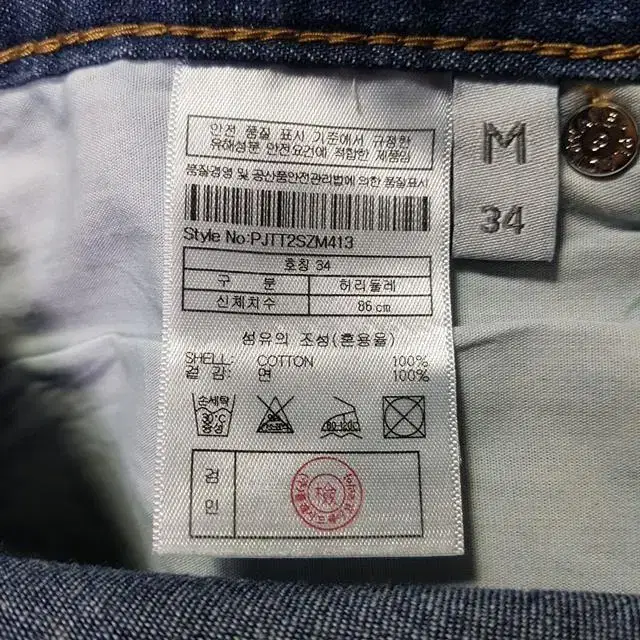 안전 품질 표시 기준에서 규정한
유해성분 안전요건에 적합한 제품임
품질경영 및 공산품안전관리법에 의한 품질표시
Style No:PJTT2SZM413
호칭 34
구 분 허리둘레
신체치수 86cm
섬유의 조성(혼용율)
SHELL: COTTON 100%
겉감: 면 100%
손세탁
30℃
중성
80-120C
검
인
檢
M
34